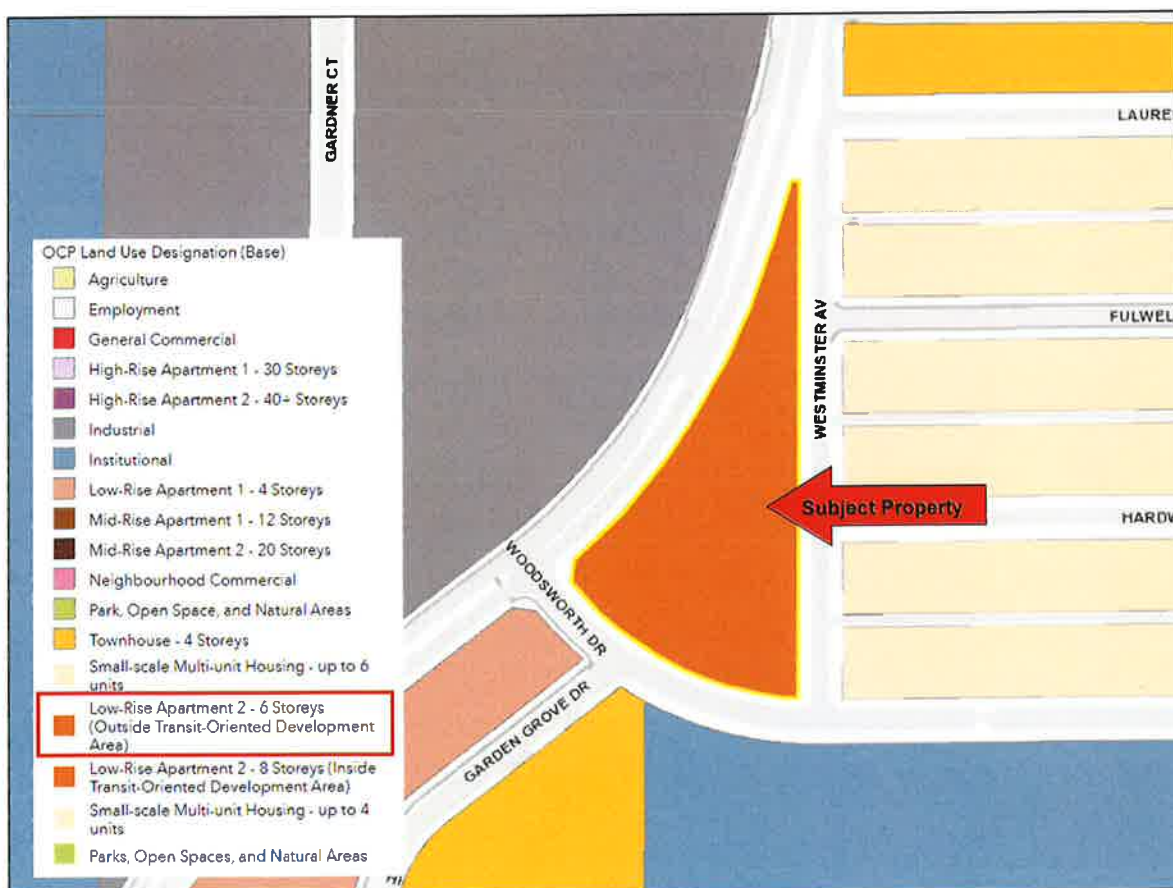 GARDNER CT
LAURE
WESTMINSTER AV
FULWEL
Subject Property
HARDW
WOODSWORTH DR
GARDEN GROVE DR
OCP Land Use Designation (Base)
Agriculture
Employment
General Commercial
High-Rise Apartment 1 - 30 Storeys
High-Rise Apartment 2 - 40+ Storeys
Industrial
Institutional
Low-Rise Apartment 1 - 4 Storeys
Mid-Rise Apartment 1 - 12 Storeys
Mid-Rise Apartment 2 - 20 Storeys
Neighbourhood Commercial
Park, Open Space, and Natural Areas
Townhouse - 4 Storeys
Small-scale Multi-unit Housing - up to 6
units
Low-Rise Apartment 2 - 6 Storeys
(Outside Transit-Oriented Development
Area)
Low-Rise Apartment 2 - 8 Storeys (Inside
Transit-Oriented Development Area)
Small-scale Multi-unit Housing - up to 4
units
Parks, Open Spaces, and Natural Areas